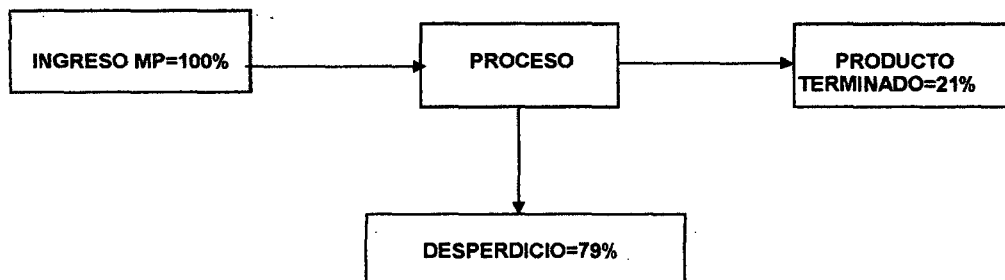 INGRESO MP=100%
PROCESO
PRODUCTO
TERMINADO=21%
DESPERDICIO=79%